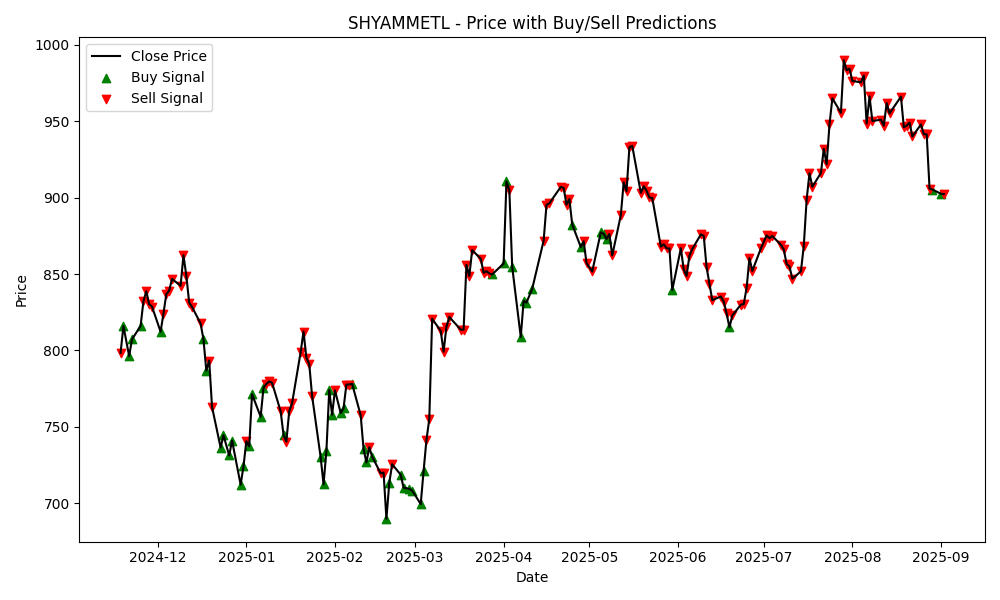 SHYAMMETL - Price with Buy/Sell Predictions
Close Price
Buy Signal
Sell Signal
Price
1000
950
900
850
800
750
700
2024-12 2025-01 2025-02 2025-03 2025-04 2025-05 2025-06 2025-07 2025-08 2025-09
Date